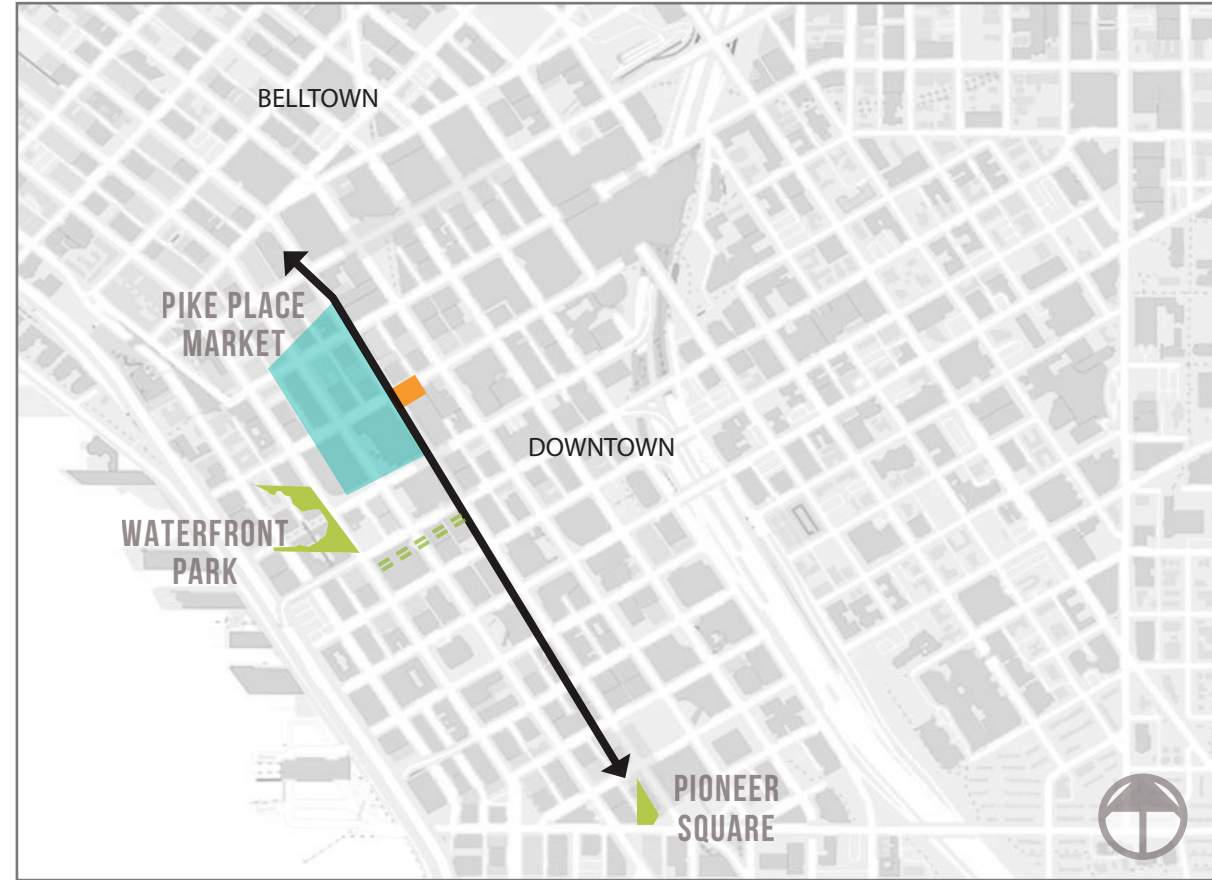 BELLTOWN
PIKE PLACE
MARKET
DOWNTOWN
WATERFRONT
PARK
PIONEER
SQUARE